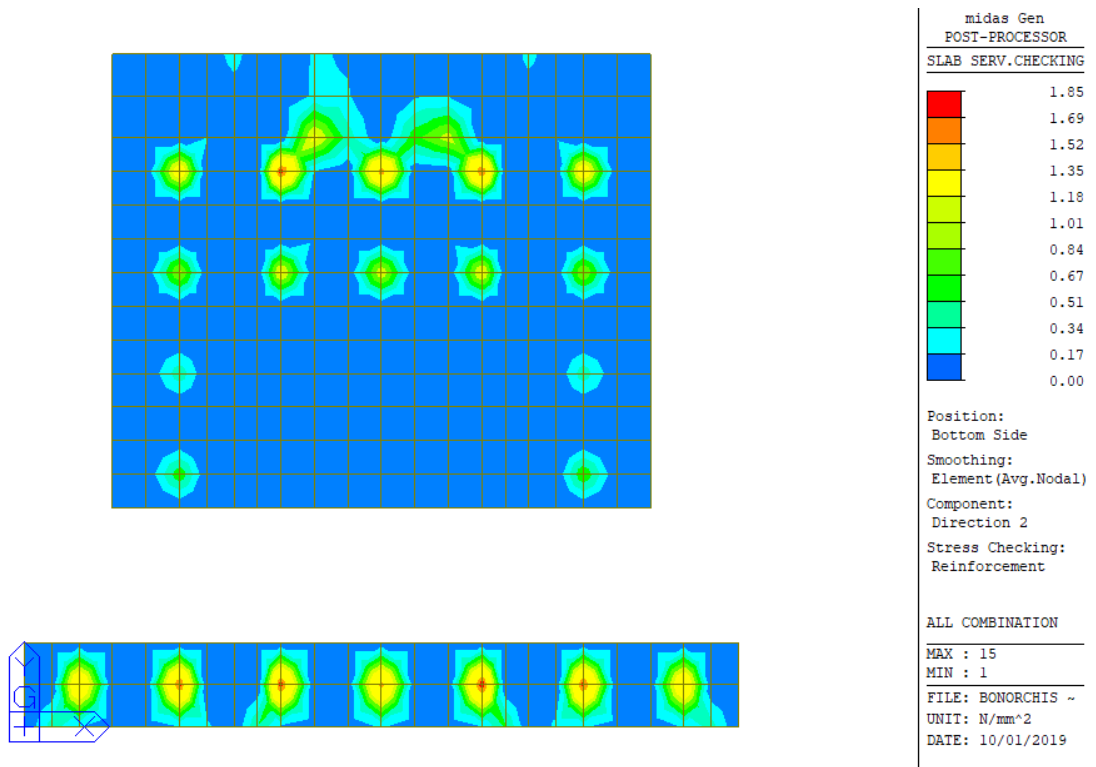 midas Gen
POST-PROCESSOR
SLAB SERV.CHECKING
1.85
1.69
1.52
1.35
1.18
1.01
0.84
0.67
0.51
0.34
0.17
0.00
Position:
Bottom Side
Smoothing:
Element(Avg.Nodal)
Component:
Direction 2
Stress Checking:
Reinforcement
ALL COMBINATION
MAX : 15
MIN : 1
FILE: BONORCHIS ~
UNIT: N/mm^2
DATE: 10/01/2019
Y
G
X